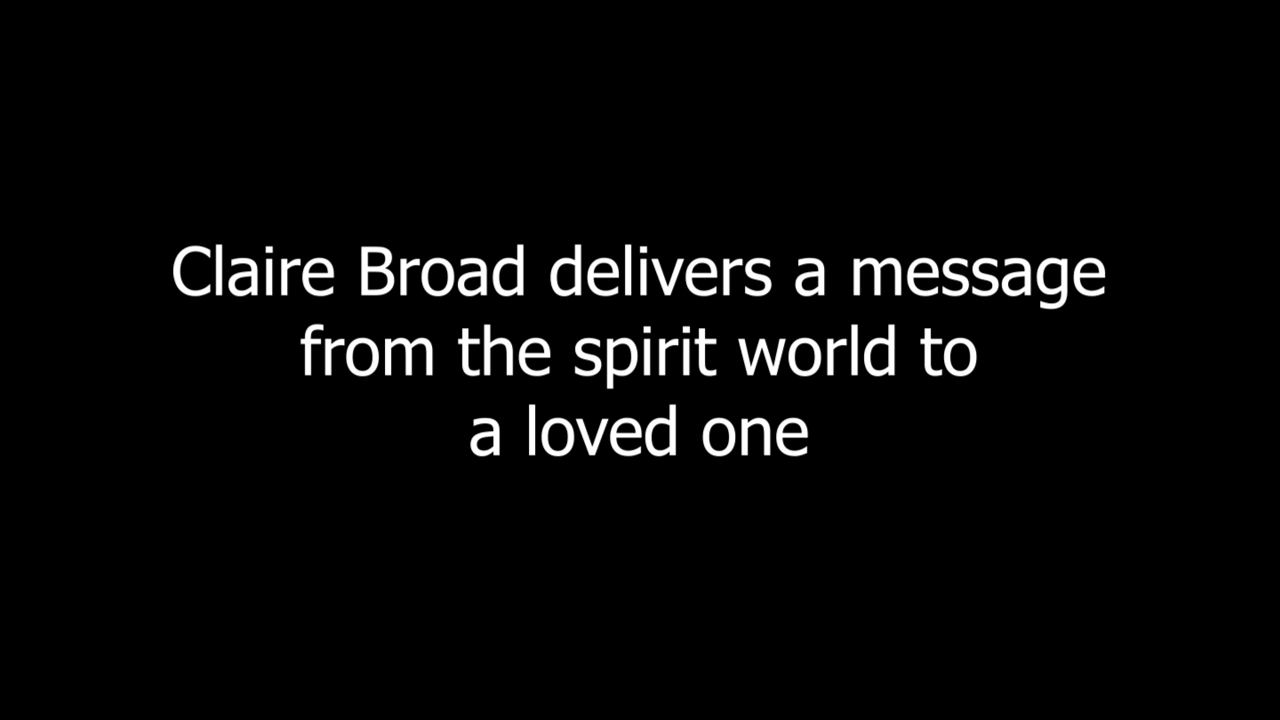 Claire Broad delivers a message
from the spirit world to
a loved one